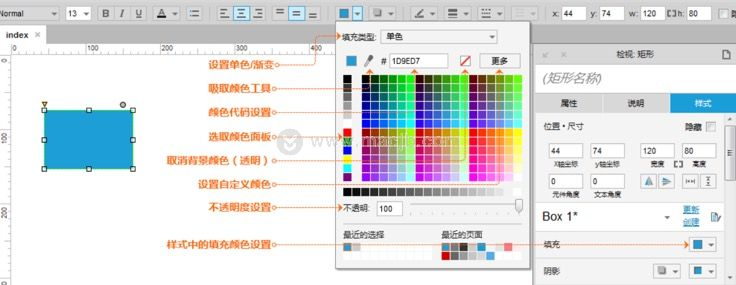 13
x: 44 y: 74 w: 120 h: 80
index
0 100 200 300 400
填充类型: 单色
# 1D9ED7 更多
设置单色/渐变
吸取颜色工具
颜色代码设置
选取颜色面板
取消背景颜色（透明）
设置自定义颜色
不透明度设置
样式中的填充颜色设置
0
100
200
不透明: 100
最近的选择 最近的页面
检视: 矩形
(矩形名称)
属性 说明 样式
位置·尺寸 隐藏
44 74 120 80
x轴坐标 y轴坐标 宽度 高度
0 0
元件角度 文本角度
Box 1* 更新
创建
填充
阴影